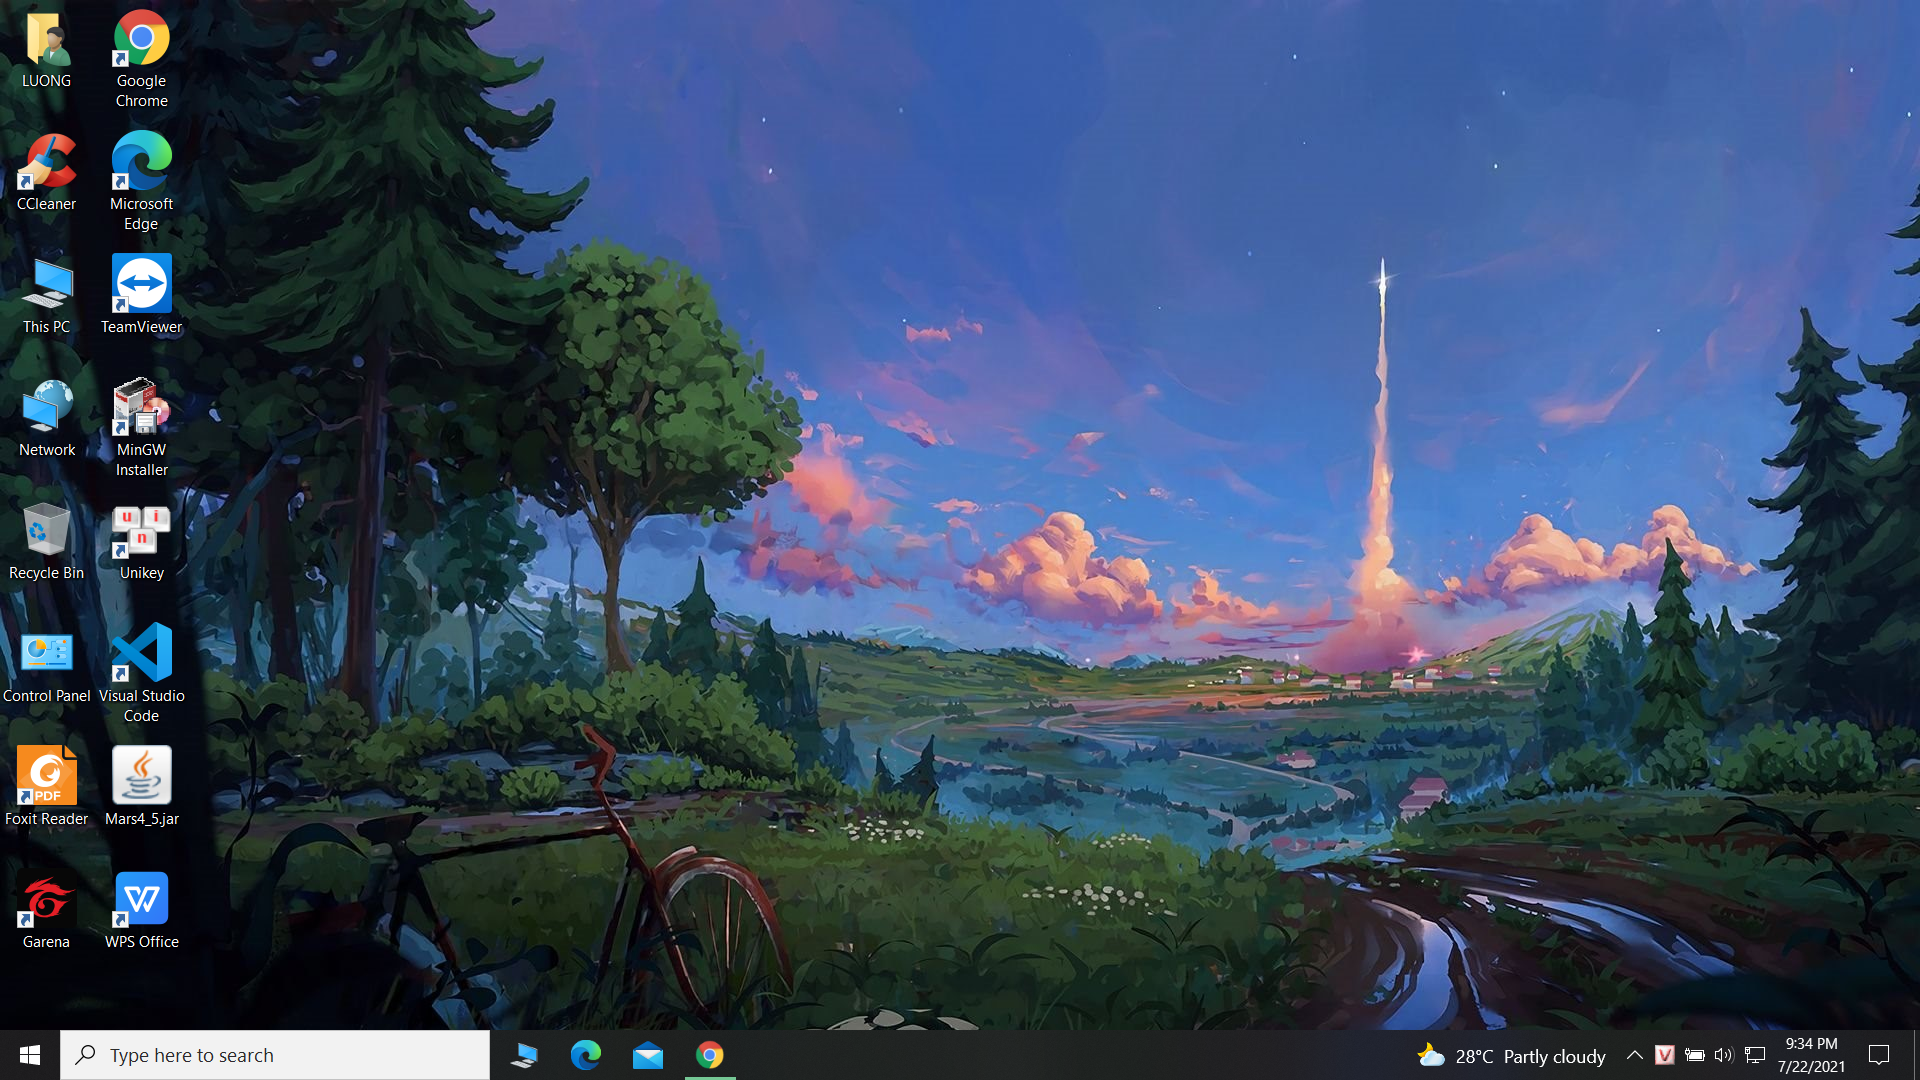 LUONG
Google
Chrome
CCleaner
Microsoft
Edge
This PC
TeamViewer
Network
MinGW
Installer
u i
n
Recycle Bin
Unikey
Control Panel
Visual Studio
Code
PDF
Foxit Reader
Mars4_5.jar
Garena
W
WPS Office
Type here to search
28°C Partly cloudy
V
9:34 PM
7/22/2021